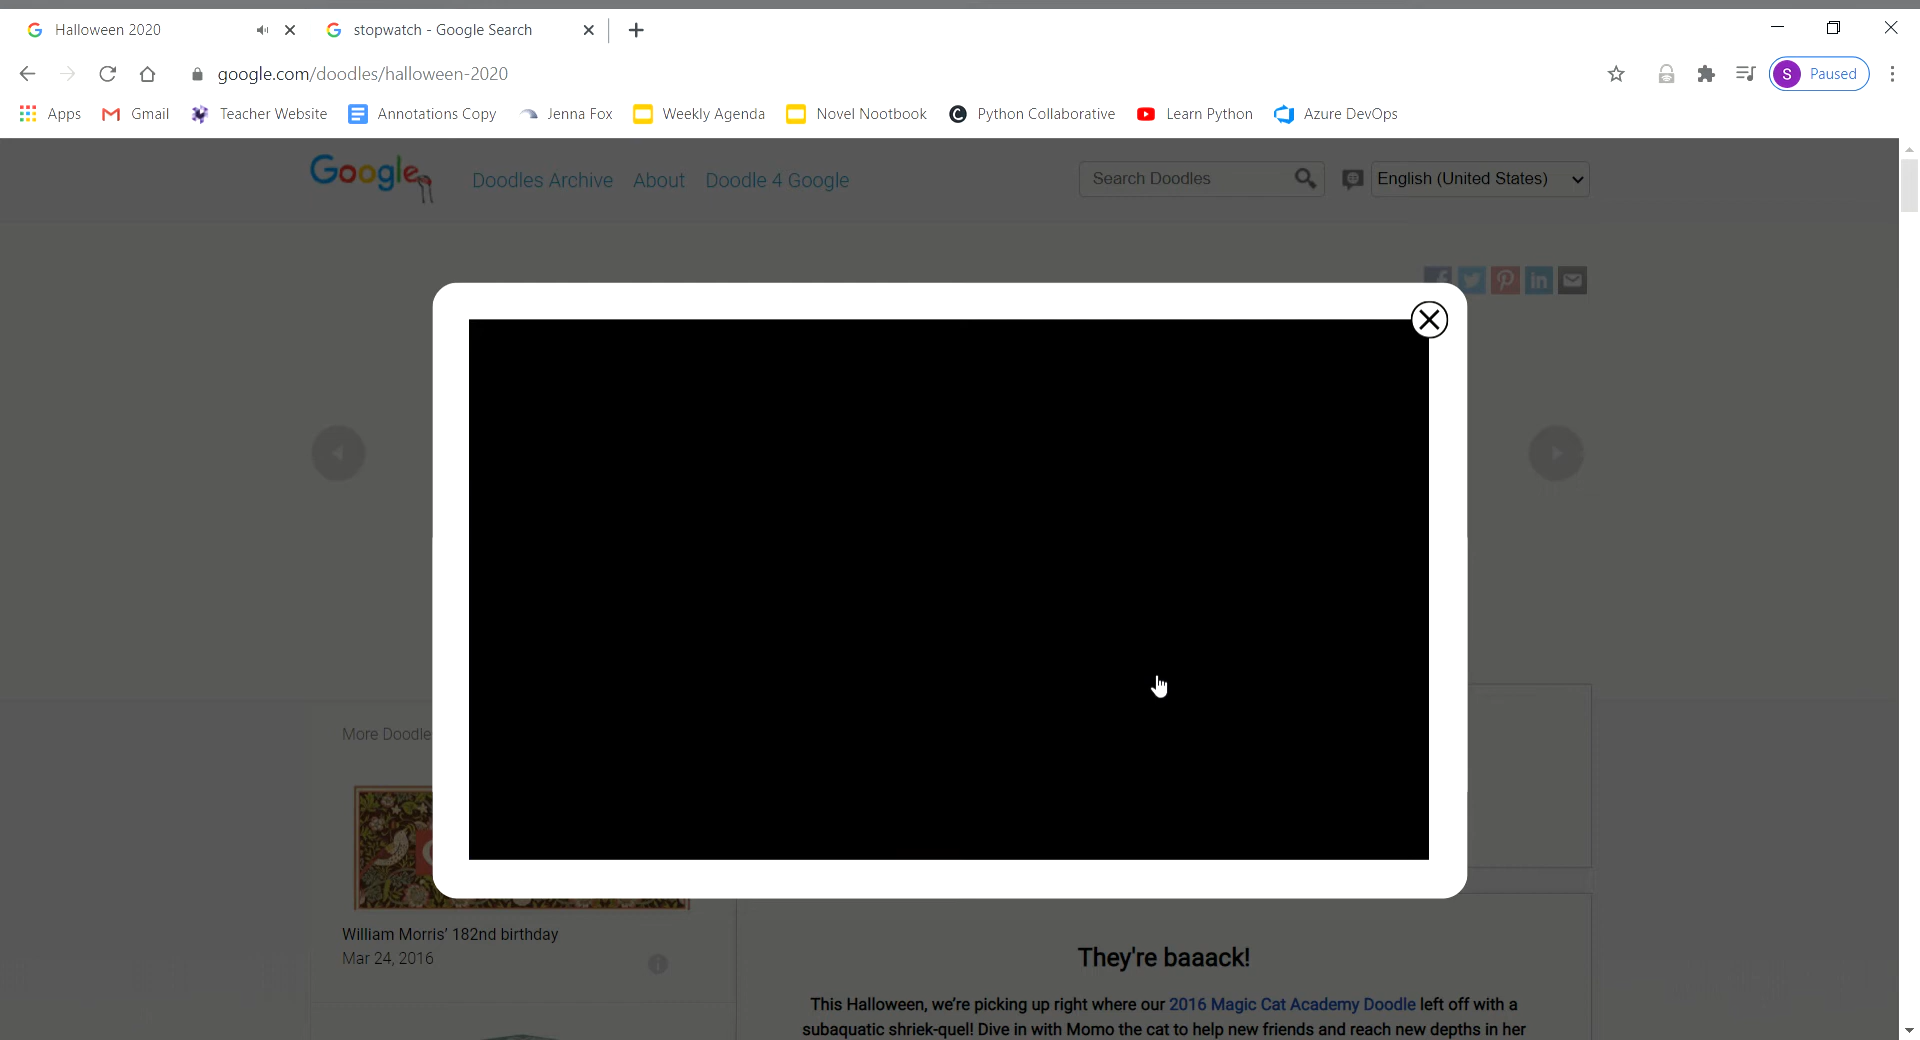 Halloween 2020
stopwatch - Google Search
google.com/doodles/halloween-2020
S Paused
Apps Gmail Teacher Website Annotations Copy Jenna Fox Weekly Agenda Novel Nootbook Python Collaborative Learn Python Azure DevOps
Google Doodles Archive About Doodle 4 Google Search Doodles English (United States)
More Doodle
William Morris' 182nd birthday
Mar 24, 2016
They're baaack!
This Halloween, we're picking up right where our 2016 Magic Cat Academy Doodle left off with a
subaquatic shriek-quel! Dive in with Momo the cat to help new friends and reach new depths in her